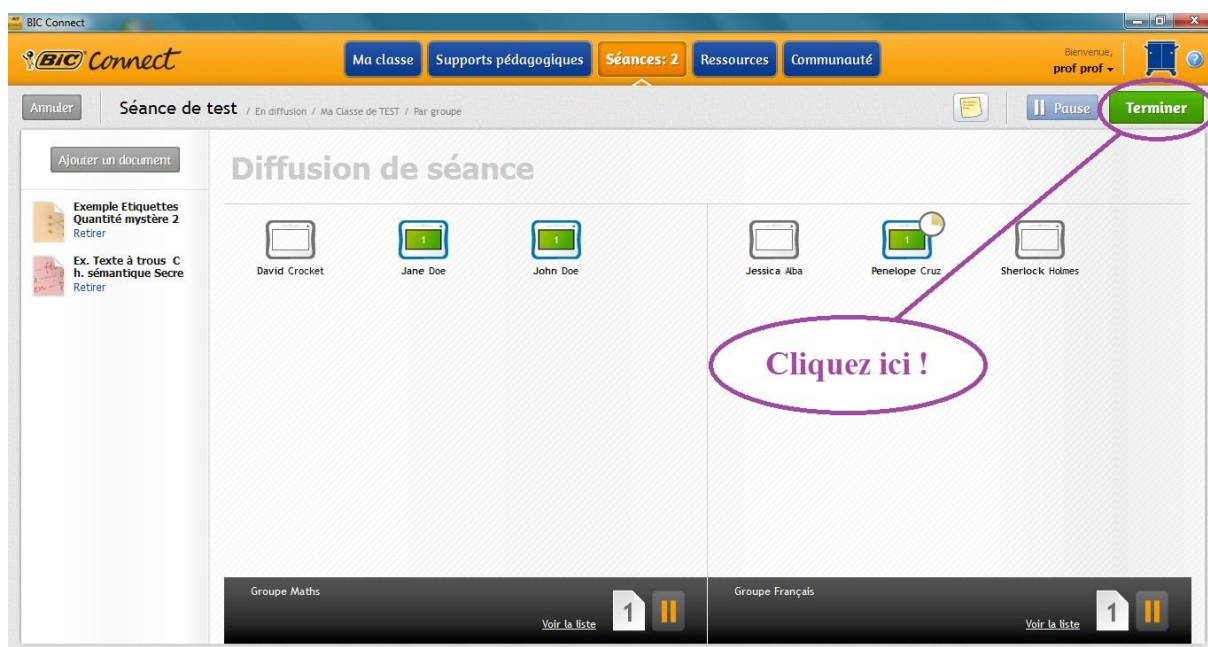 BIC Connect
BIC Connect
Ma classe
Supports pédagogiques
Séances: 2
Ressources
Communauté
Bienvenue,
prof prof
?
Annuler
Séance de test / En diffusion / Ma Classe de TEST / Par groupe
Pause
Terminer
Ajouter un document
Exemple Etiquettes
Quantité mystère 2
Retirer
Ex. Texte à trous C
h. sémantique Secre
Retirer
Diffusion de séance
David Crocket
1
Jane Doe
1
John Doe
Jessica Alba
1
Penelope Cruz
Sherlock Holmes
Cliquez ici !
Groupe Maths
Voir la liste
1
Groupe Français
Voir la liste
1